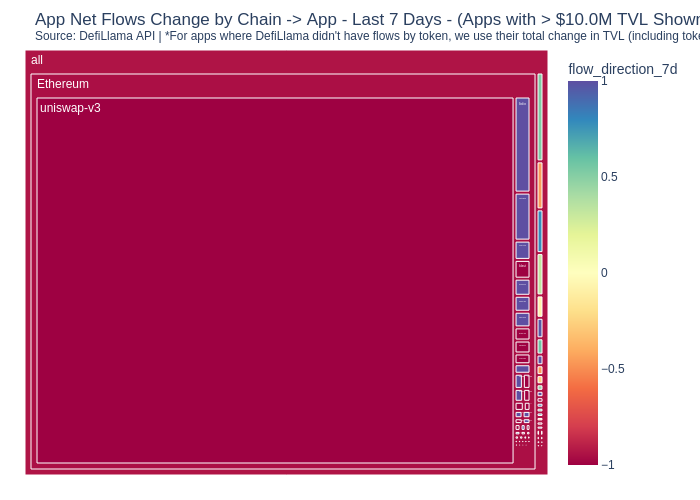 App Net Flows Change by Chain -> App - Last 7 Days - (Apps with > $10.0M TVL Shown
Source: DefiLlama API | *For apps where DefiLlama didn't have flows by token, we use their total change in TVL (including
all
Ethereum
uniswap-v3
flow_direction_7d
1
0.5
0
−0.5
−1